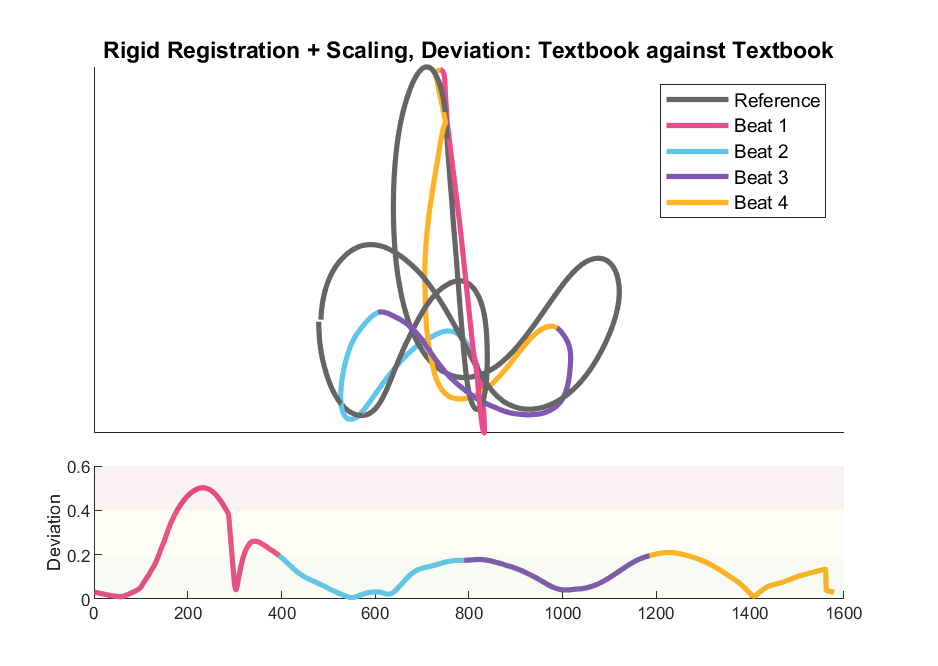 Rigid Registration + Scaling, Deviation: Textbook against Textbook
Reference
Beat 1
Beat 2
Beat 3
Beat 4
Deviation
0.6
0.4
0.2
0
0 200 400 600 800 1000 1200 1400 1600